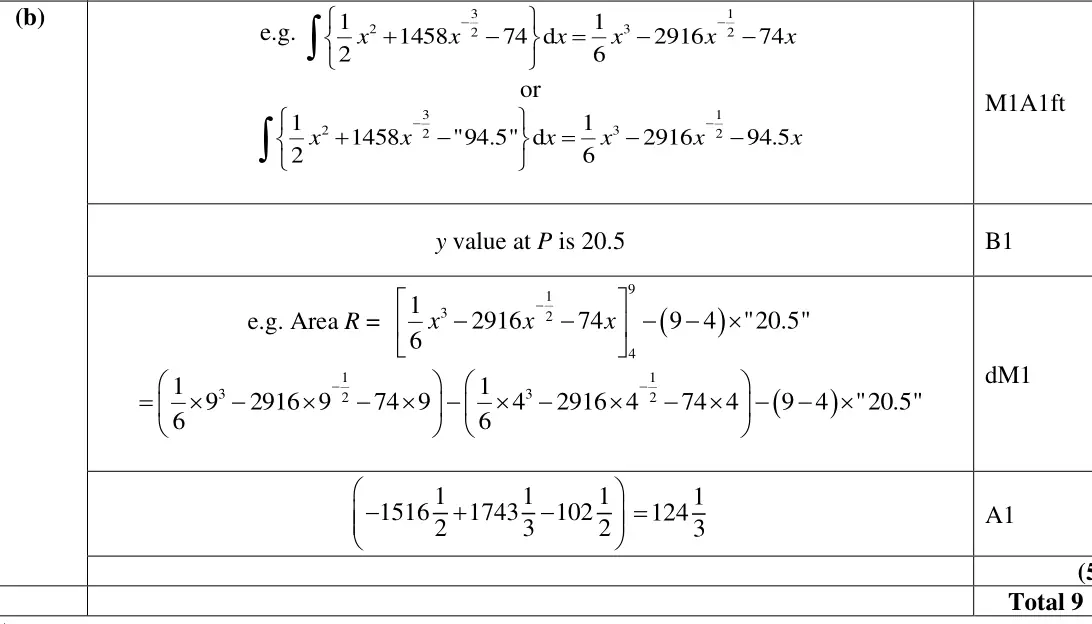 (b)
e.g. ∫{1/2 x² + 1458x^(-3/2) − 74}dx = 1/6 x³ − 2916x^(-1/2) − 74x
or
∫{1/2 x² + 1458x^(-3/2) − "94.5"}dx = 1/6 x³ − 2916x^(-1/2) − 94.5x
M1A1ft
y value at P is 20.5
B1
e.g. Area R = [1/6 x³ − 2916x^(-1/2) − 74x]₄⁹ − (9 − 4) × "20.5"
= (1/6 × 9³ − 2916 × 9^(-1/2) − 74 × 9) − (1/6 × 4³ − 2916 × 4^(-1/2) − 74 × 4) − (9 − 4) × "20.5"
dM1
(−1516 1/2 + 1743 1/3 − 102 1/2) = 124 1/3
A1
(5
Total 9